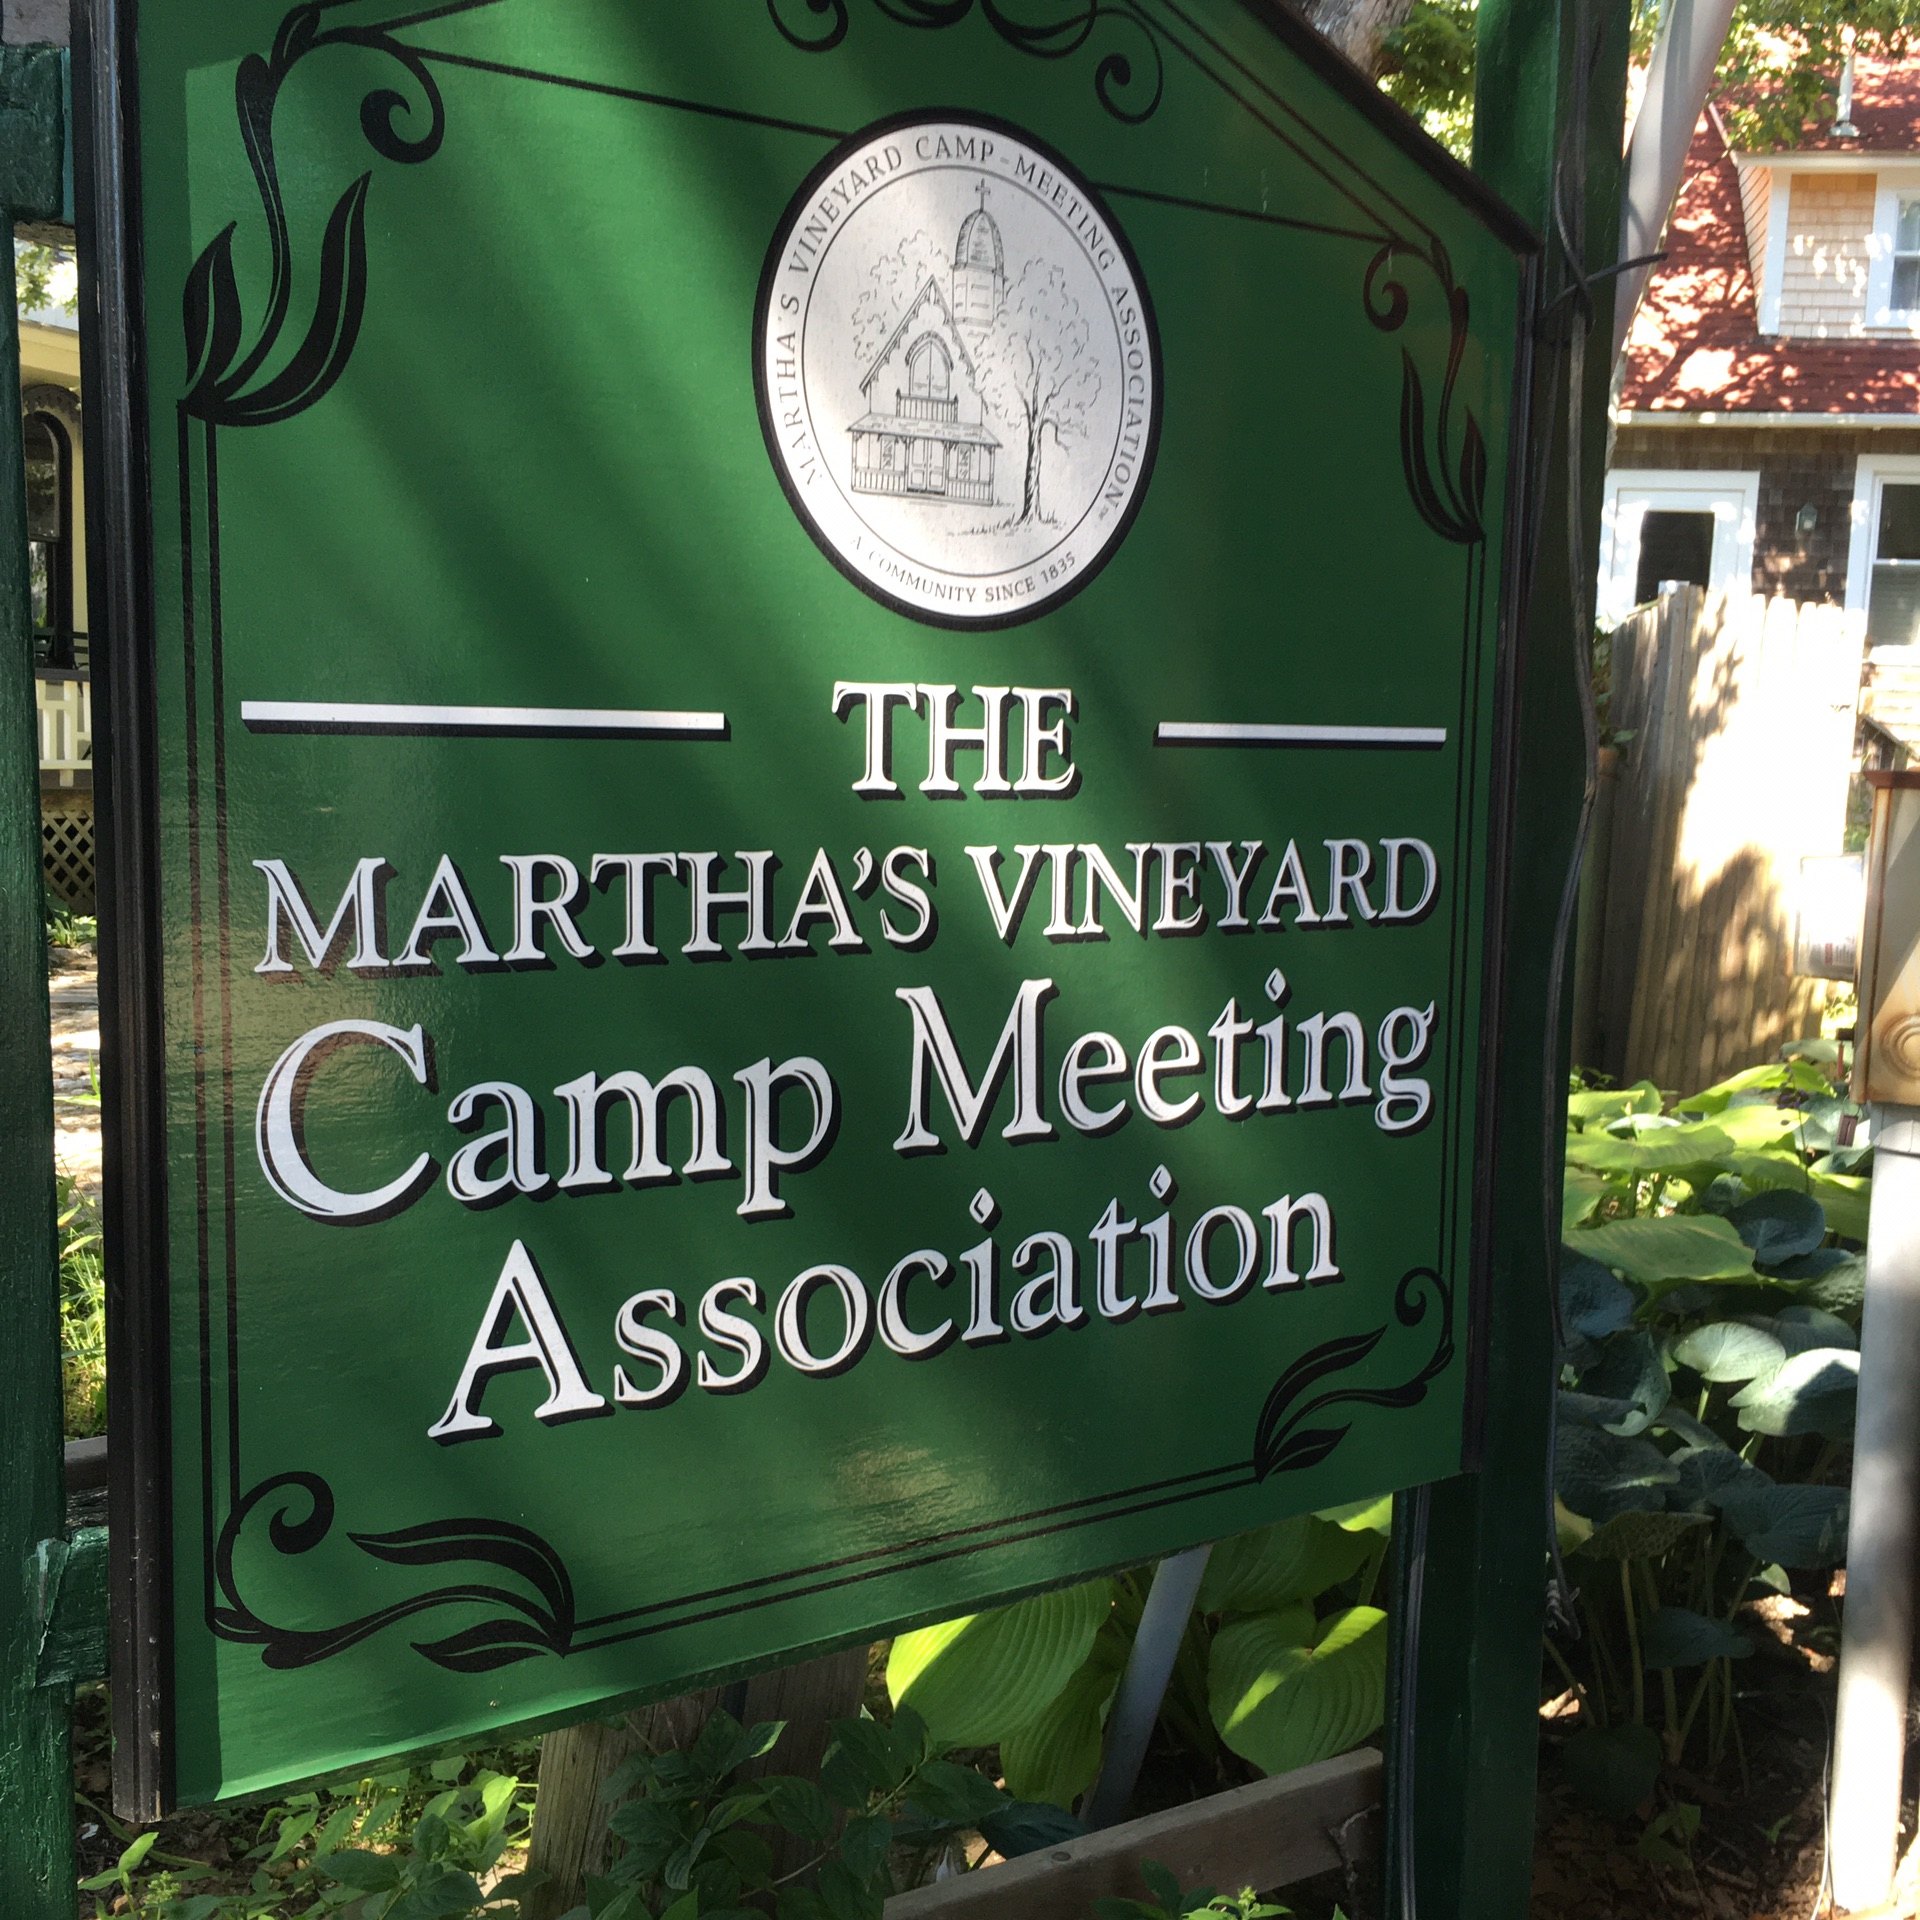 MARTHA'S VINEYARD CAMP-MEETING ASSOCIATION
A COMMUNITY SINCE 1835
THE
MARTHA'S VINEYARD
Camp Meeting
Association